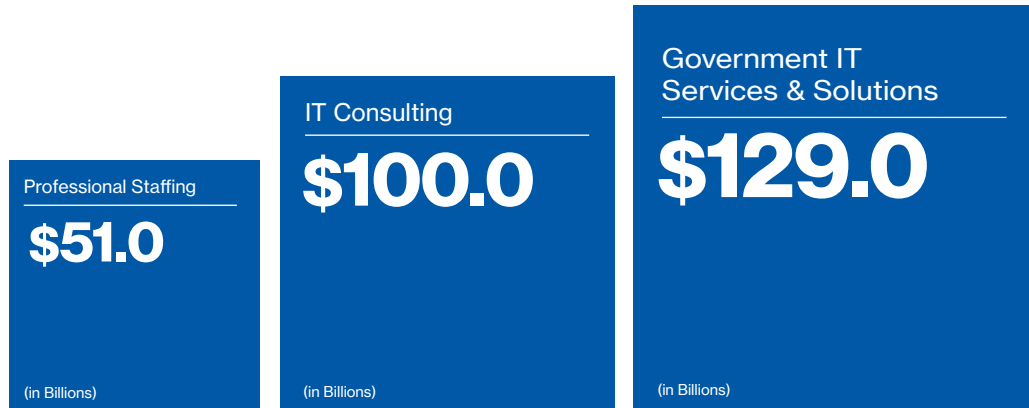 Professional Staffing
$51.0
(in Billions)
IT Consulting
$100.0
(in Billions)
Government IT
Services & Solutions
$129.0
(in Billions)